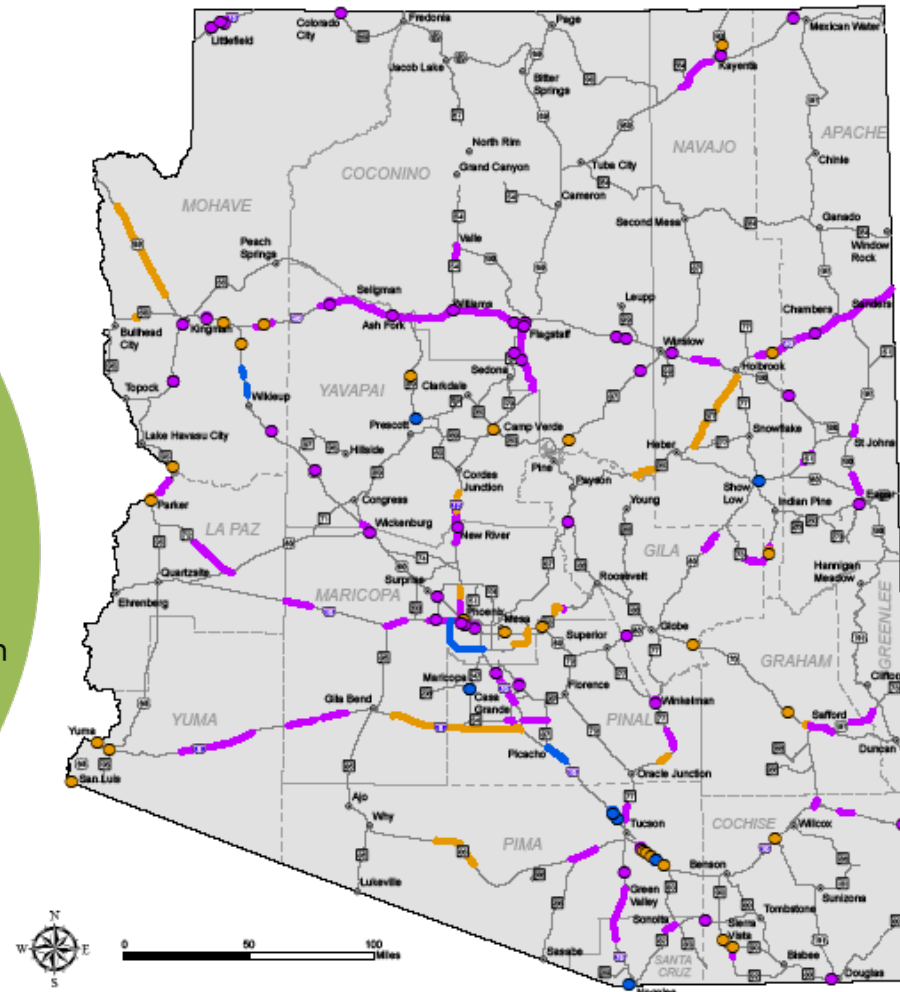 Littlefield
Colorado
City
Fredonia
Page
Mexican Water
Jacob Lake
Bitter
Springs
Kayenta
North Rim
Grand Canyon
NAVAJO
APACHE
COCONINO
Tuba City
Chinle
MOHAVE
Cameron
Second Mesa
Ganado
Window
Rock
Peach
Springs
Valle
Seligman
Williams
Leupp
Chambers
Sanders
Bullhead
City
Kingman
Ash Fork
Flagstaff
Winslow
Holbrook
Topock
YAVAPAI
Sedona
Clarkdale
Wikieup
Prescott
Camp Verde
Snowflake
St Johns
Lake Havasu City
Hillside
Pine
Heber
Cordes
Junction
Payson
Young
Show
Low
Indian Pine
Eagar
Parker
Congress
LA PAZ
Wickenburg
New River
GILA
Quartzsite
Surprise
Roosevelt
Hannigan
Meadow
Ehrenberg
MARICOPA
Phoenix
Mesa
Superior
Globe
GREENLEE
GRAHAM
n
Maricopa
Casa
Grande
Florence
Gila Bend
YUMA
PINAL
Winkelman
Safford
Duncan
Yuma
Picacho
San Luis
Oracle Junction
Ajo
Why
Tucson
COCHISE
Willcox
PIMA
Benson
Lukeville
Green
Valley
Sunizona
Sonoita
Tombstone
Sierra
Vista
Sasabe
SANTA
CRUZ
Bisbee
Douglas
N
W
E
S
0
50
100
Miles